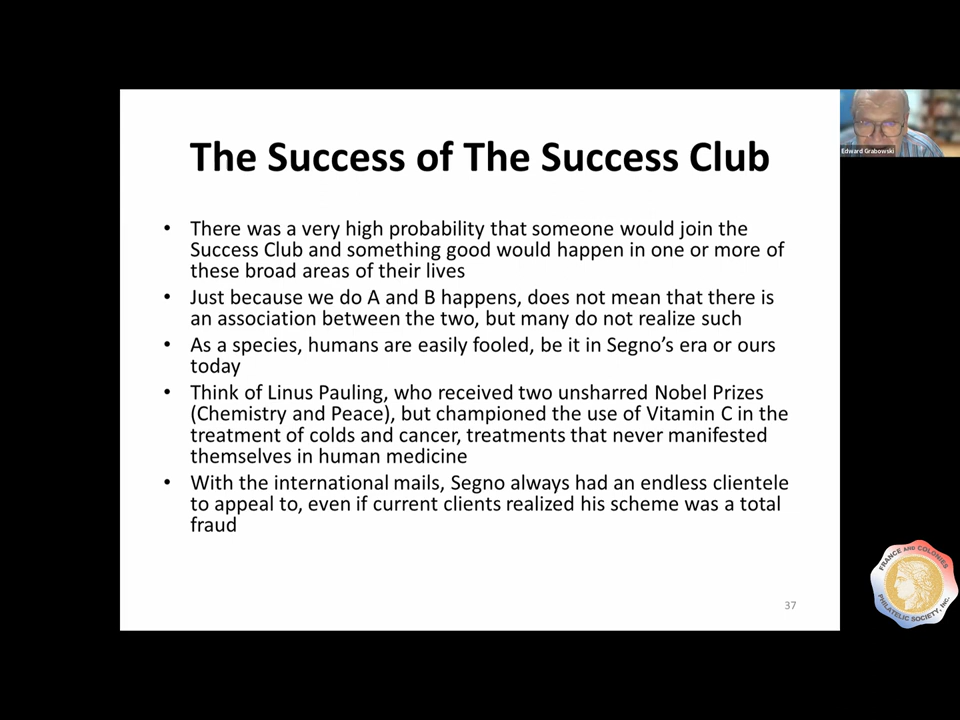 The Success of The Success Club
• There was a very high probability that someone would join the
Success Club and something good would happen in one or more of
these broad areas of their lives
• Just because we do A and B happens, does not mean that there is
an association between the two, but many do not realize such
• As a species, humans are easily fooled, be it in Segno's era or ours
today
• Think of Linus Pauling, who received two unsharred Nobel Prizes
(Chemistry and Peace), but championed the use of Vitamin C in the
treatment of colds and cancer, treatments that never manifested
themselves in human medicine
• With the international mails, Segno always had an endless clientele
to appeal to, even if current clients realized his scheme was a total
fraud
37
Edward Grabowski
FRANCE AND COLONIES
PHILATELIC SOCIETY, Inc.